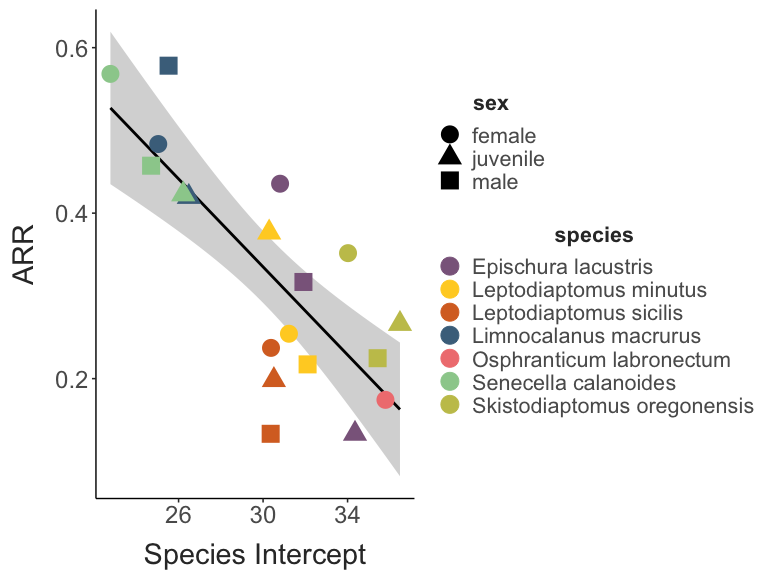 0.6
0.4
0.2
ARR
26 30 34
Species Intercept
sex
female
juvenile
male
species
Epischura lacustris
Leptodiaptomus minutus
Leptodiaptomus sicilis
Limnocalanus macrurus
Osphranticum labronectum
Senecella calanoides
Skistodiaptomus oregonensis